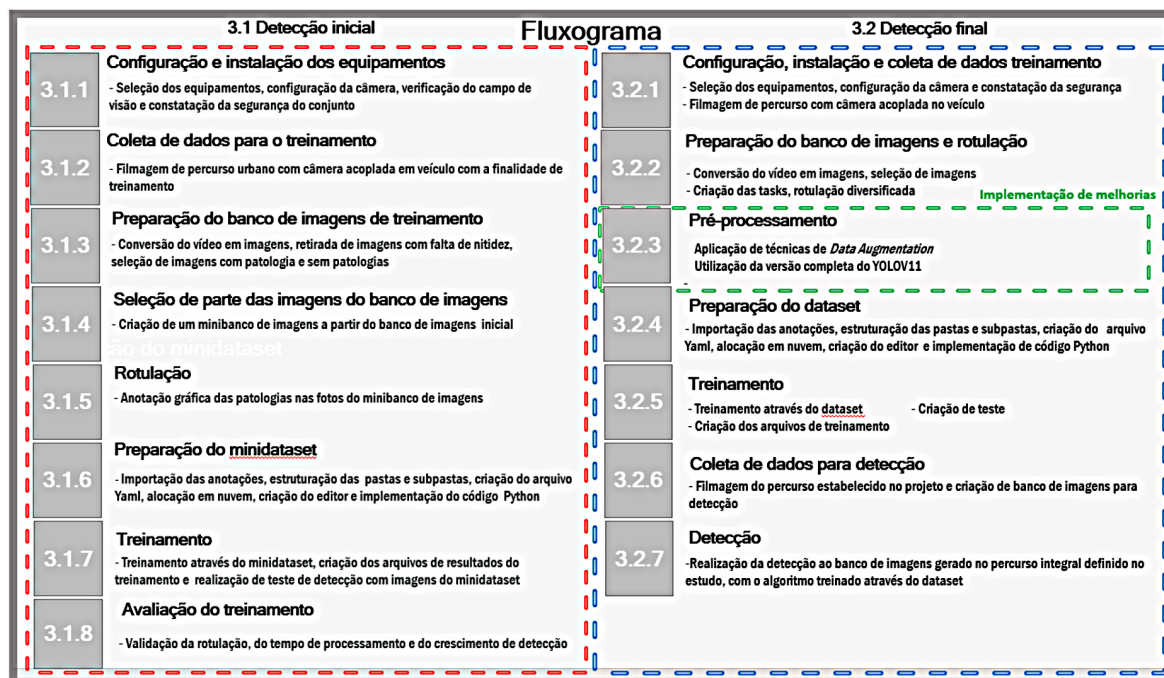 Fluxograma
3.1 Detecção inicial
3.1.1
Configuração e instalação dos equipamentos
- Seleção dos equipamentos, configuração da câmera, verificação do campo de
visão e constatação da segurança do conjunto
3.1.2
Coleta de dados para o treinamento
- Filmagem de percurso urbano com câmera acoplada em veículo com a finalidade de
treinamento
3.1.3
Preparação do banco de imagens de treinamento
- Conversão do vídeo em imagens, retirada de imagens com falta de nitidez,
seleção de imagens com patologia e sem patologias
3.1.4
Seleção de parte das imagens do banco de imagens
- Criação de um minibanco de imagens a partir do banco de imagens inicial
ção do minidataset
3.1.5
Rotulação
- Anotação gráfica das patologias nas fotos do minibanco de imagens
3.1.6
Preparação do minidataset
- Importação das anotações, estruturação das pastas e subpastas, criação do arquivo
Yaml, alocação em nuvem, criação do editor e implementação do código Python
3.1.7
Treinamento
- Treinamento através do minidataset, criação dos arquivos de resultados do
treinamento e realização de teste de detecção com imagens do minidataset
3.1.8
Avaliação do treinamento
- Validação da rotulação, do tempo de processamento e do crescimento de detecção
3.2 Detecção final
3.2.1
Configuração, instalação e coleta de dados treinamento
- Seleção dos equipamentos, configuração da câmera e constatação da segurança
- Filmagem de percurso com câmera acoplada no veículo
3.2.2
Preparação do banco de imagens e rotulação
- Conversão do vídeo em imagens, seleção de imagens
- Criação das tasks, rotulação diversificada
Implementação de melhorias
3.2.3
Pré-processamento
Aplicação de técnicas de Data Augmentation
Utilização da versão completa do YOLOV11
-
3.2.4
Preparação do dataset
- Importação das anotações, estruturação das pastas e subpastas, criação do arquivo
Yaml, alocação em nuvem, criação do editor e implementação de código Python
3.2.5
Treinamento
- Treinamento através do dataset - Criação de teste
- Criação dos arquivos de treinamento
3.2.6
Coleta de dados para detecção
- Filmagem do percurso estabelecido no projeto e criação de banco de imagens para
detecção
3.2.7
Detecção
-Realização da detecção ao banco de imagens gerado no percurso integral definido no
estudo, com o algoritmo treinado através do dataset